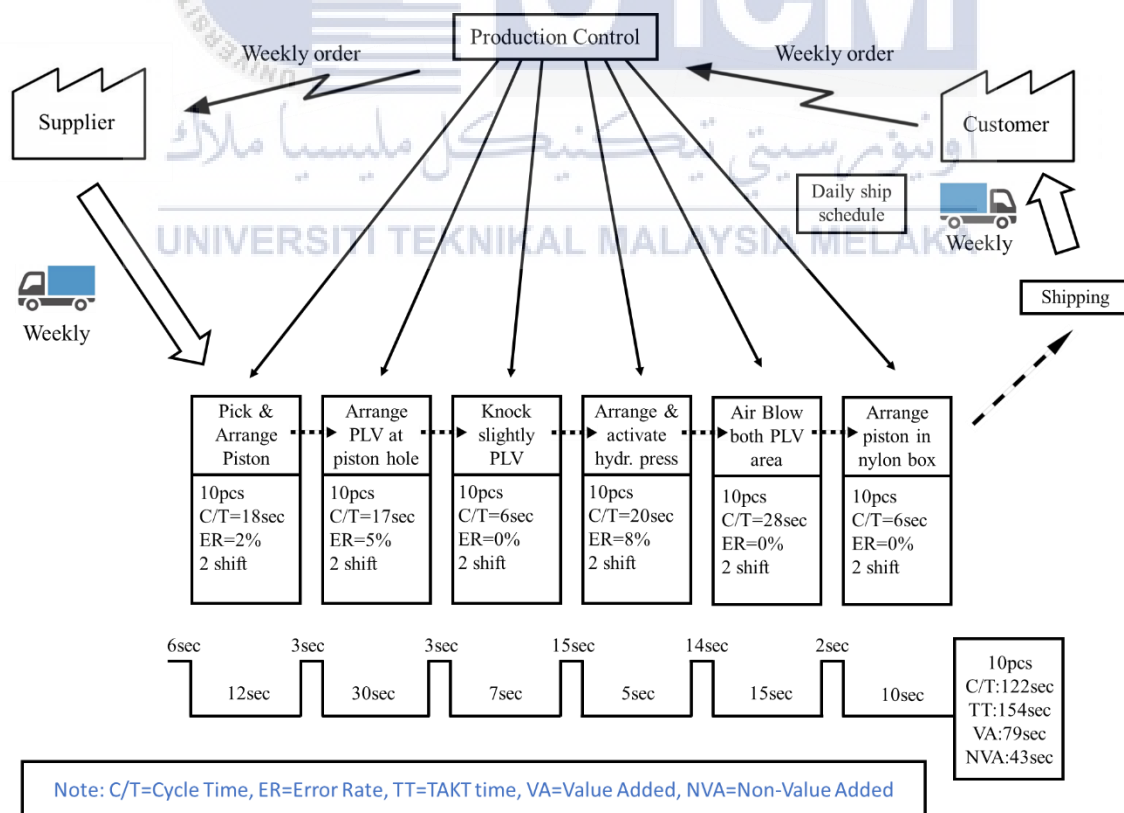 Production Control
Weekly order
Weekly order
Supplier
Customer
اونيۏرسيتي تيكنيكل مليسيا ملاك
Daily ship
schedule
UNIVERSITI TEKNIKAL MALAYSIA MELAKA
Weekly
Weekly
Shipping
Pick &
Arrange
Piston
Arrange
PLV at
piston hole
Knock
slightly
PLV
Arrange &
activate
hydr. press
Air Blow
both PLV
area
Arrange
piston in
nylon box
10pcs
C/T=18sec
ER=2%
2 shift
10pcs
C/T=17sec
ER=5%
2 shift
10pcs
C/T=6sec
ER=0%
2 shift
10pcs
C/T=20sec
ER=8%
2 shift
10pcs
C/T=28sec
ER=0%
2 shift
10pcs
C/T=6sec
ER=0%
2 shift
6sec
3sec
3sec
15sec
14sec
2sec
12sec
30sec
7sec
5sec
15sec
10sec
10pcs
C/T:122sec
TT:154sec
VA:79sec
NVA:43sec
Note: C/T=Cycle Time, ER=Error Rate, TT=TAKT time, VA=Value Added, NVA=Non-Value Added